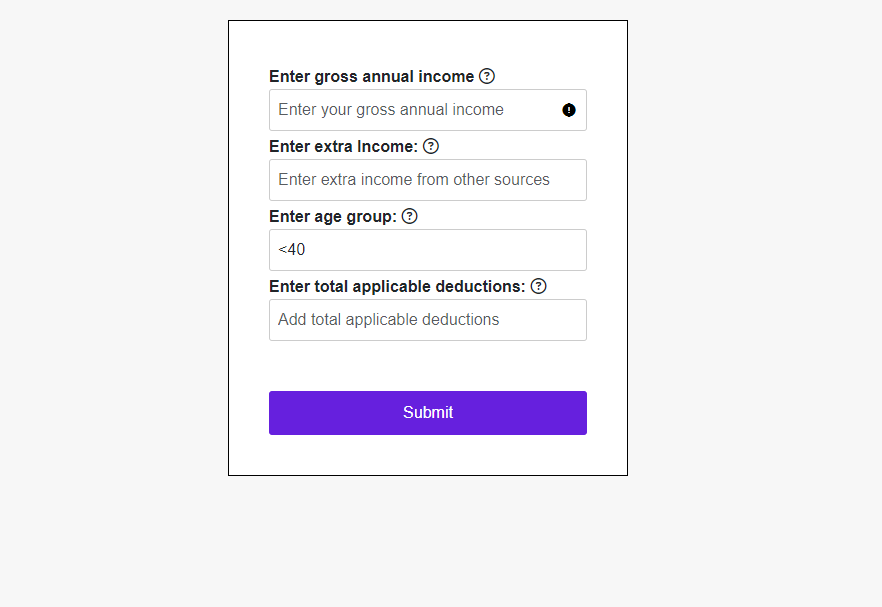 Enter gross annual income ?
Enter your gross annual income !
Enter extra Income: ?
Enter extra income from other sources
Enter age group: ?
<40
Enter total applicable deductions: ?
Add total applicable deductions
Submit